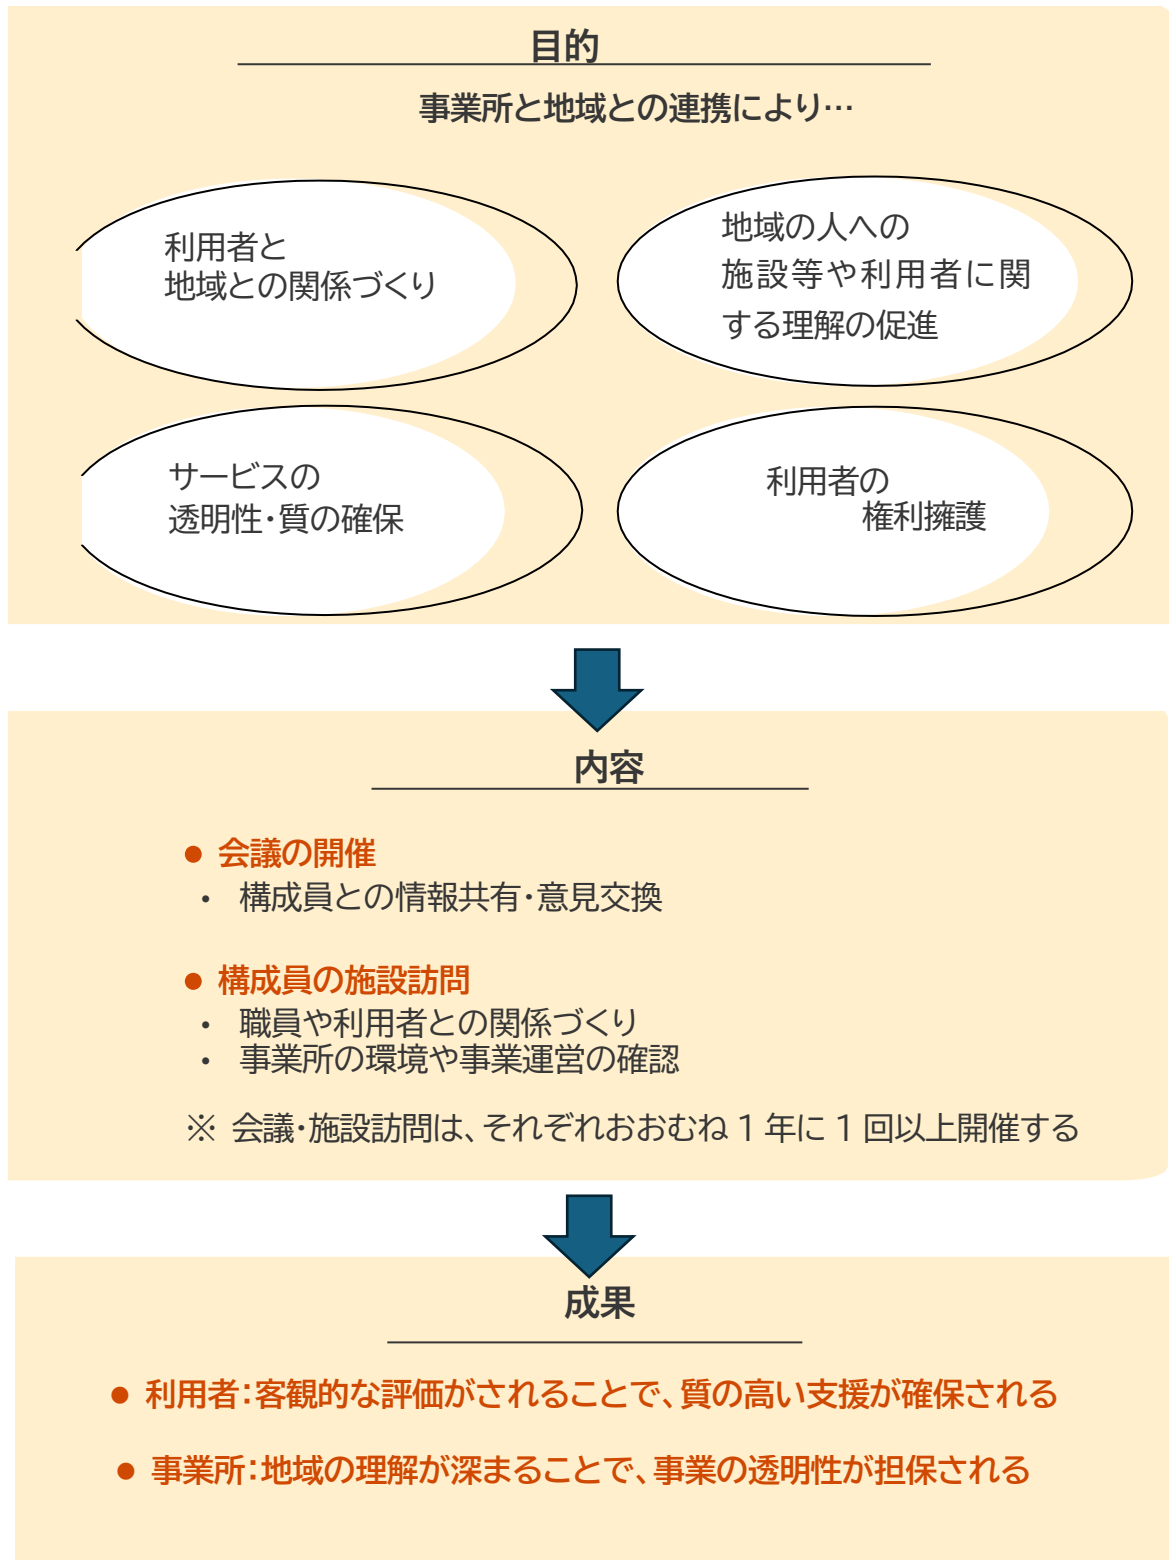 目的
事業所と地域との連携により…
利用者と
地域との関係づくり
地域の人への
施設等や利用者に関
する理解の促進
サービスの
透明性・質の確保
利用者の
権利擁護
内容
● 会議の開催
・ 構成員との情報共有・意見交換
● 構成員の施設訪問
・ 職員や利用者との関係づくり
・ 事業所の環境や事業運営の確認
※ 会議・施設訪問は、それぞれおおむね 1 年に 1 回以上開催する
成果
● 利用者：客観的な評価がされることで、質の高い支援が確保される
● 事業所：地域の理解が深まることで、事業の透明性が担保される